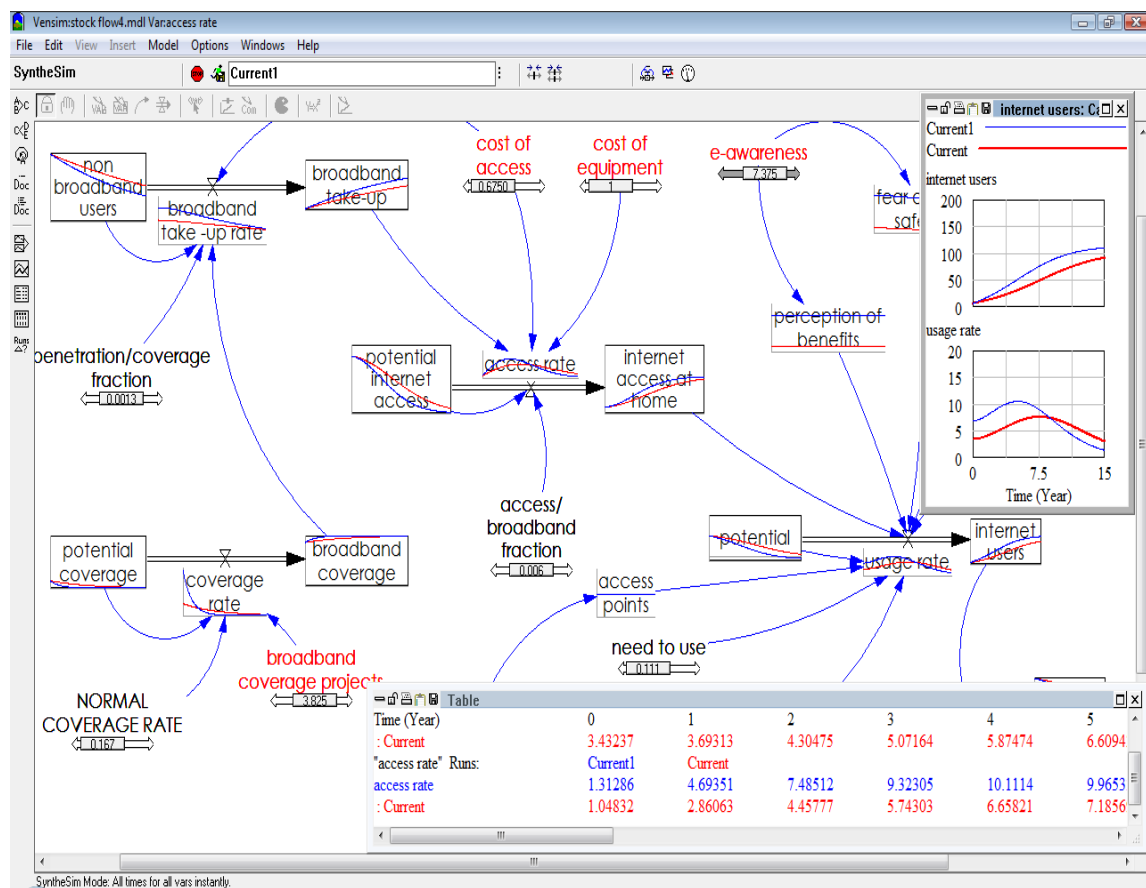 Vensim:stock flow4.mdl Var:access rate
File Edit View Insert Model Options Windows Help
SyntheSim Current1
non
broadband
users
broadband
take -up rate
broadband
take-up
cost of
access
0.6750
cost of
equipment
1
e-awareness
7.375
fear
safe
perception of
benefits
penetration/coverage
fraction
0.0013
potential
internet
access
access rate
internet
access at
home
access/
broadband
fraction
0.006
potential
coverage
coverage
rate
broadband
coverage
potential
usage rate
internet
users
access
points
need to use
0.111
broadband
coverage projects
3.825
NORMAL
COVERAGE RATE
0.167
Doc
Doc
Runs
internet users: Ca
Current1
Current
internet users
200
150
100
50
0
usage rate
20
15
10
5
0
0 7.5 15
Time (Year)
Table
Time (Year) 0 1 2 3 4 5
: Current 3.43237 3.69313 4.30475 5.07164 5.87474 6.6094
"access rate" Runs: Current1 Current
access rate 1.31286 4.69351 7.48512 9.32305 10.1114 9.9653
: Current 1.04832 2.86063 4.45777 5.74303 6.65821 7.1856
SyntheSim Mode: All times for all vars instantly.